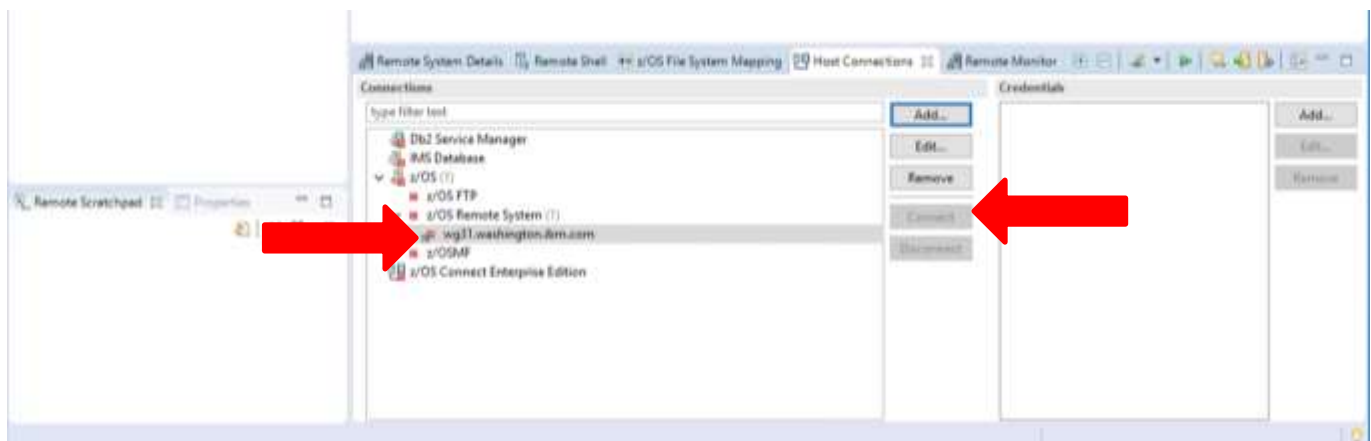 Remote System Details Remote Shell z/OS File System Mapping Host Connections Remote Monitor
Connections
Credentials
type filter text
Add...
Add...
Db2 Service Manager
Edit...
Edit...
IMS Database
z/OS (1)
Remove
Remove
z/OS FTP
Remote Scratchpad Properties
z/OS Remote System (1)
Connect
wg31.washington.ibm.com
z/OSMF
Disconnect
z/OS Connect Enterprise Edition